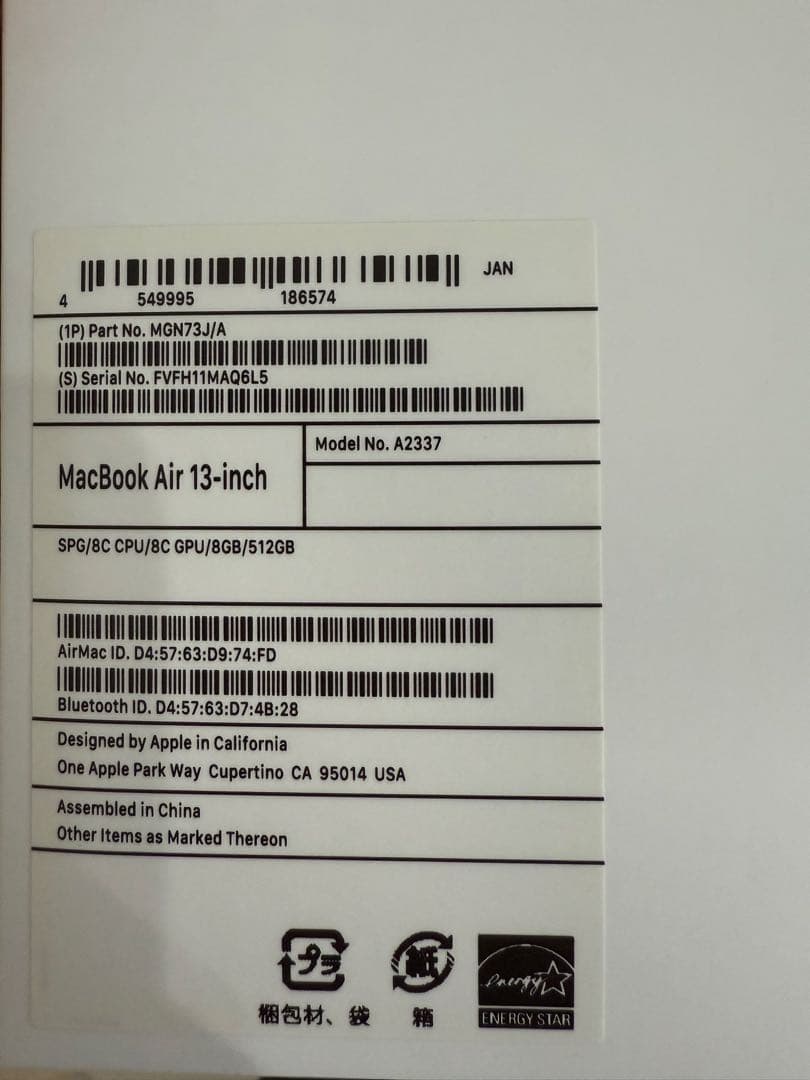 JAN
4 549995 186574
(1P) Part No. MGN73J/A
(S) Serial No. FVFH11MAQ6L5
MacBook Air 13-inch
Model No. A2337
SPG/8C CPU/8C GPU/8GB/512GB
AirMac ID. D4:57:63:D9:74:FD
Bluetooth ID. D4:57:63:D7:4B:28
Designed by Apple in California
One Apple Park Way Cupertino CA 95014 USA
Assembled in China
Other Items as Marked Thereon
プラ 紙 energy
梱包材、袋 箱 ENERGY STAR